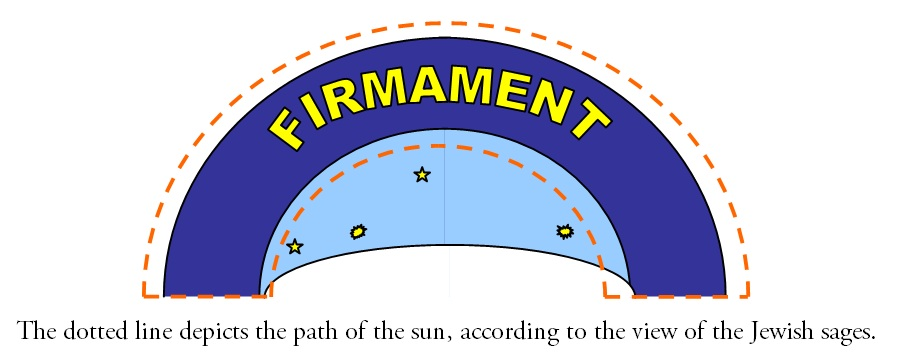 FIRMAMENT
The dotted line depicts the path of the sun, according to the view of the Jewish sages.